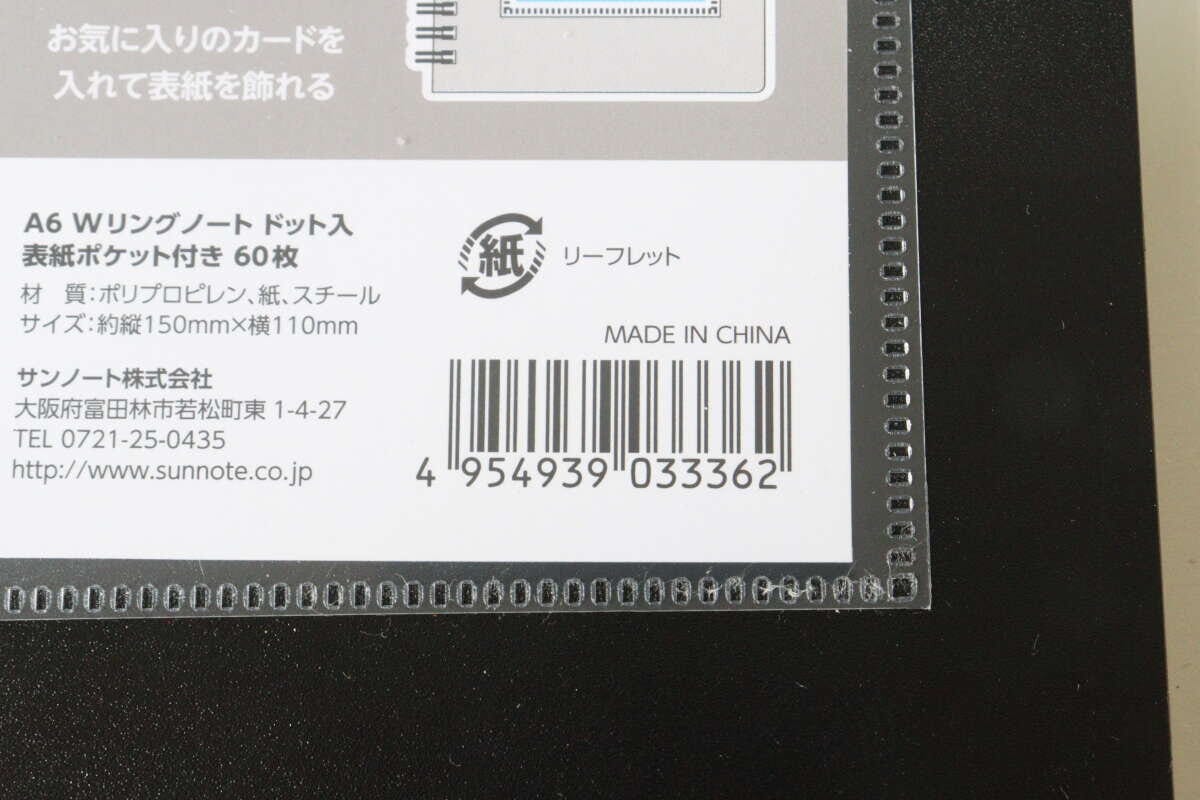 お気に入りのカードを
入れて表紙を飾れる
A6 Wリングノート ドット入
表紙ポケット付き 60枚
材　質：ポリプロピレン、紙、スチール
サイズ：約縦150mm×横110mm
サンノート株式会社
大阪府富田林市若松町東 1-4-27
TEL 0721-25-0435
http://www.sunnote.co.jp
紙 リーフレット
MADE IN CHINA
4 954939 033362